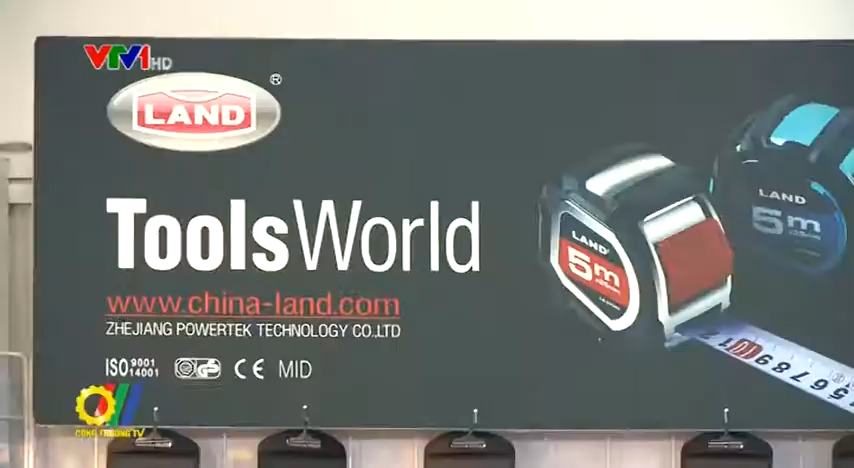 VTV1HD
LAND ®
ToolsWorld
www.china-land.com
ZHEJIANG POWERTEK TECHNOLOGY CO.,LTD
ISO 9001 14001 GS CE MID
LAND
5m
LAND
5m
CÔNG THƯƠNG TV